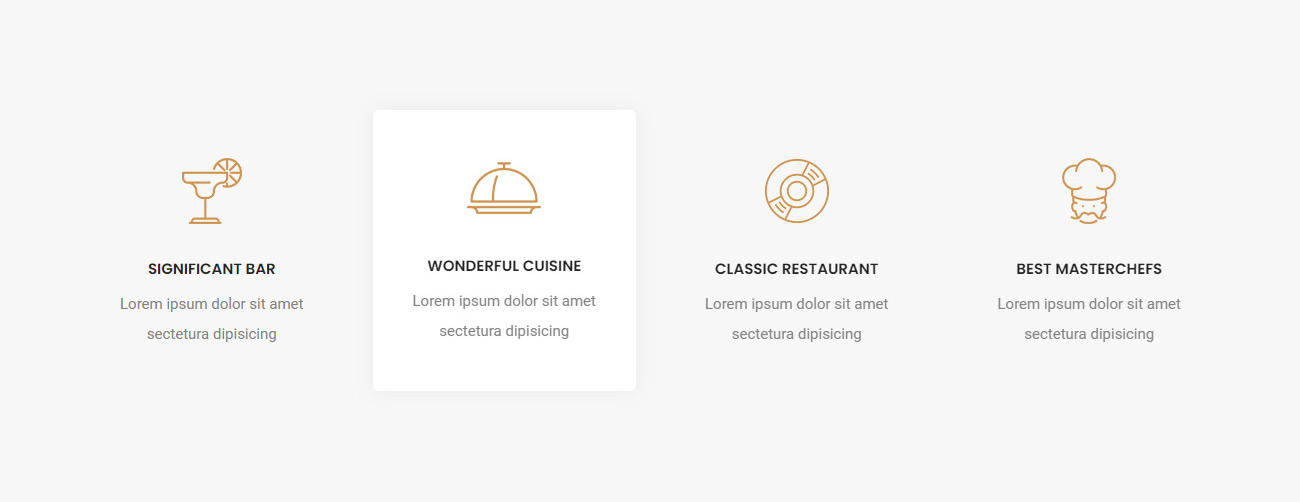 SIGNIFICANT BAR
Lorem ipsum dolor sit amet
sectetura dipisicing
WONDERFUL CUISINE
Lorem ipsum dolor sit amet
sectetura dipisicing
CLASSIC RESTAURANT
Lorem ipsum dolor sit amet
sectetura dipisicing
BEST MASTERCHEFS
Lorem ipsum dolor sit amet
sectetura dipisicing